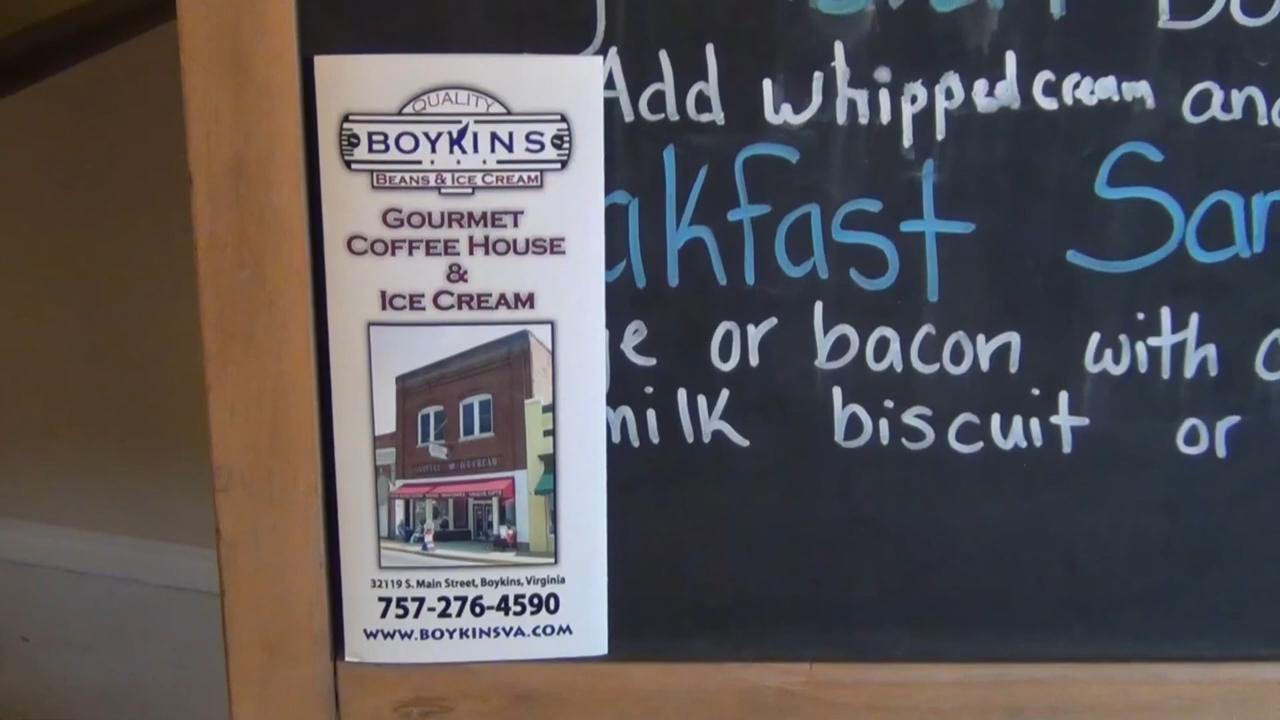 QUALITY
BOYKINS
BEANS & ICE CREAM
GOURMET
COFFEE HOUSE
&
ICE CREAM
32119 S. Main Street, Boykins, Virginia
757-276-4590
WWW.BOYKINSVA.COM
Add whipped cream and
akfast San
e or bacon with
milk biscuit or